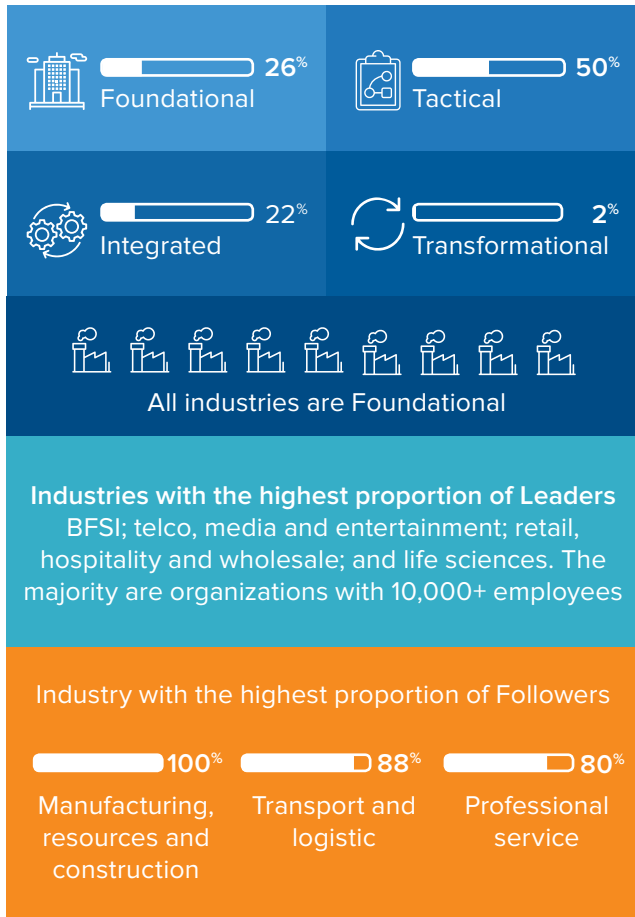 26%
Foundational
50%
Tactical
22%
Integrated
2%
Transformational
All industries are Foundational
Industries with the highest proportion of Leaders
BFSI; telco, media and entertainment; retail,
hospitality and wholesale; and life sciences. The
majority are organizations with 10,000+ employees
Industry with the highest proportion of Followers
100%
Manufacturing,
resources and
construction
88%
Transport and
logistic
80%
Professional
service